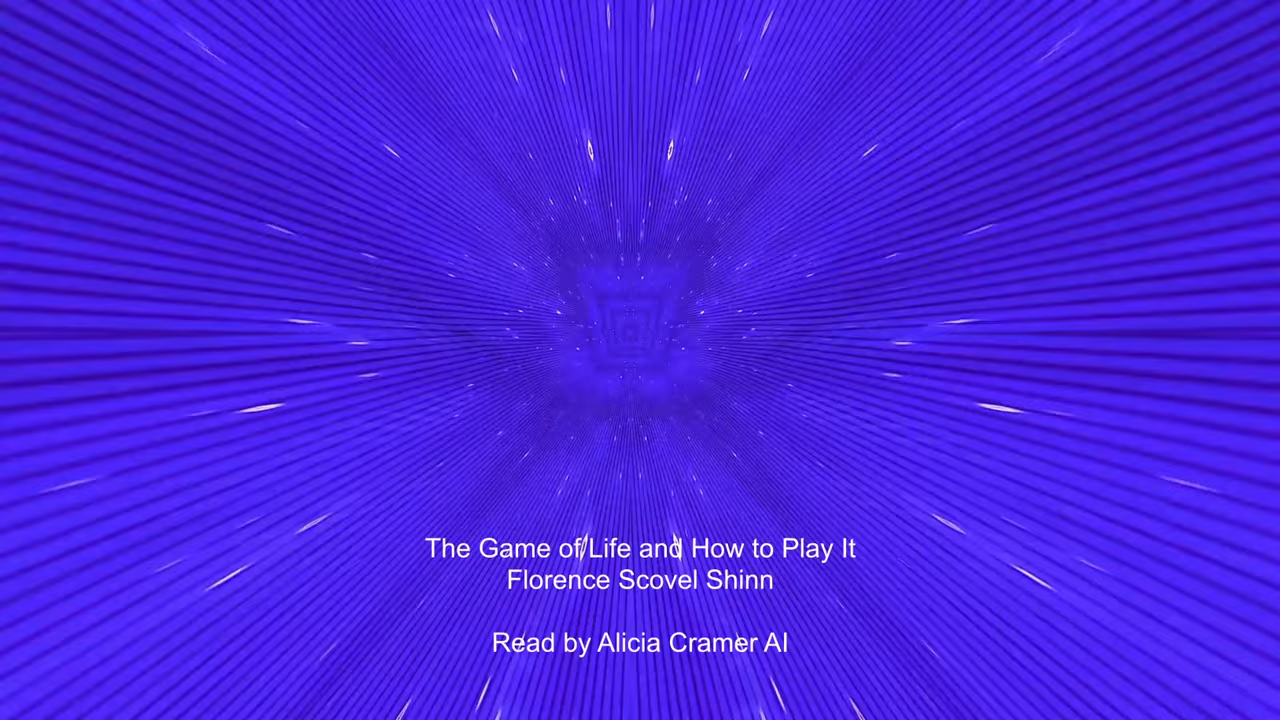 The Game of Life and How to Play It
Florence Scovel Shinn
Read by Alicia Cramer AI